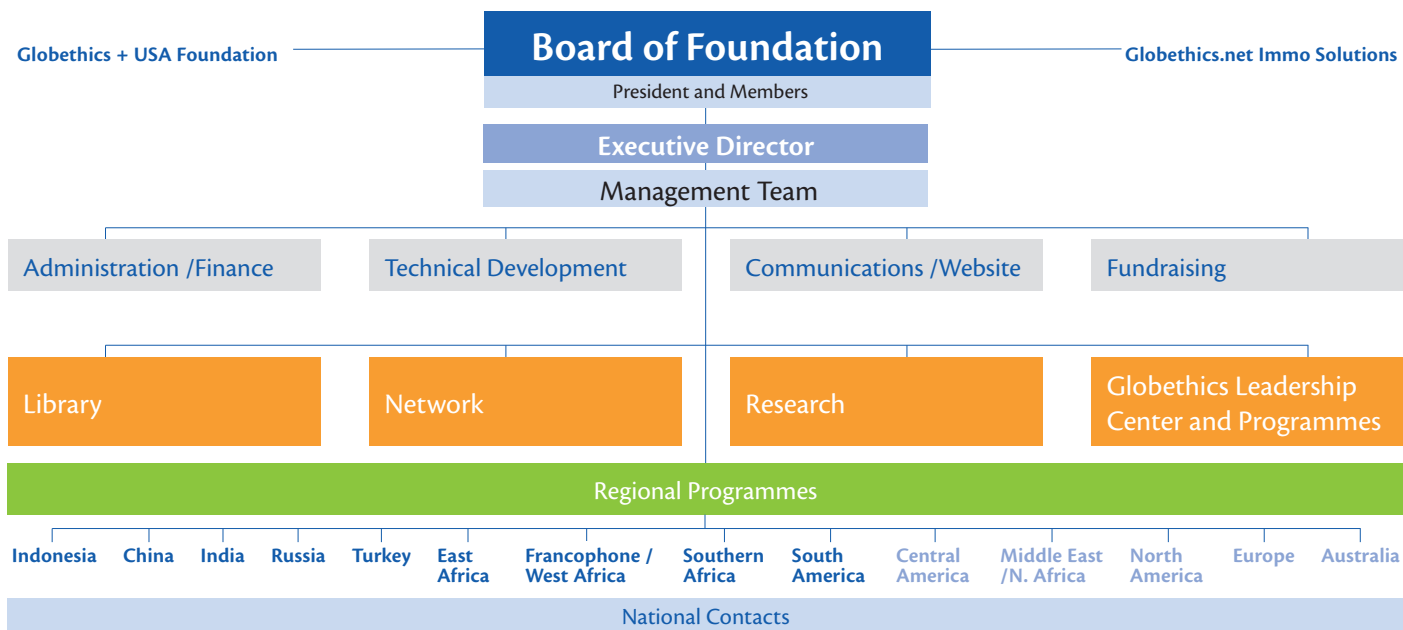 Board of Foundation
Globethics + USA Foundation
Globethics.net Immo Solutions
President and Members
Executive Director
Management Team
Administration /Finance
Technical Development
Communications /Website
Fundraising
Library
Network
Research
Globethics Leadership
Center and Programmes
Regional Programmes
Indonesia
China
India
Russia
Turkey
East
Africa
Francophone /
West Africa
Southern
Africa
South
America
Central
America
Middle East
/N. Africa
North
America
Europe
Australia
National Contacts